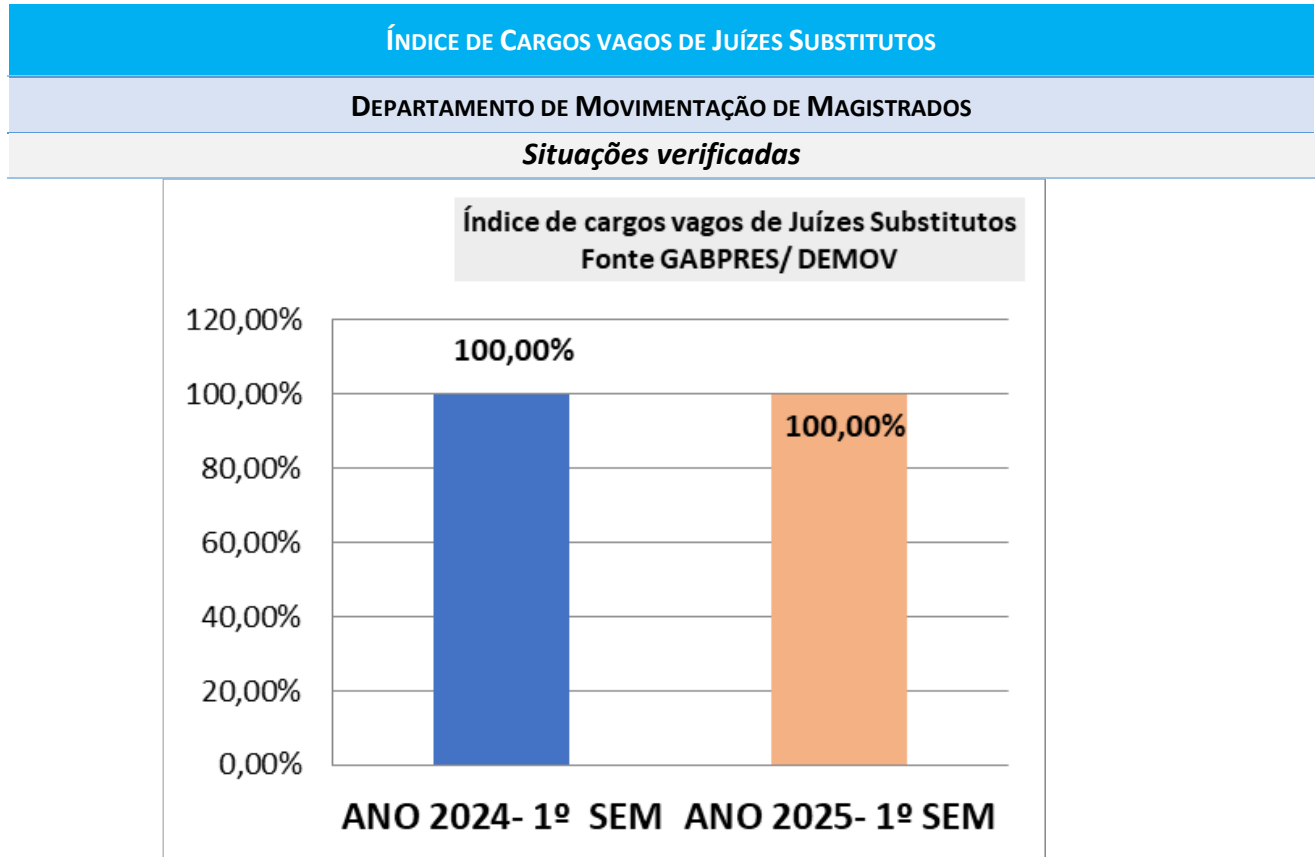 ÍNDICE DE CARGOS VAGOS DE JUÍZES SUBSTITUTOS
DEPARTAMENTO DE MOVIMENTAÇÃO DE MAGISTRADOS
Situações verificadas
Índice de cargos vagos de Juízes Substitutos
Fonte GABPRES/ DEMOV
120,00%
100,00%
100,00%
100,00%
80,00%
60,00%
40,00%
20,00%
0,00%
ANO 2024- 1º SEM ANO 2025- 1º SEM